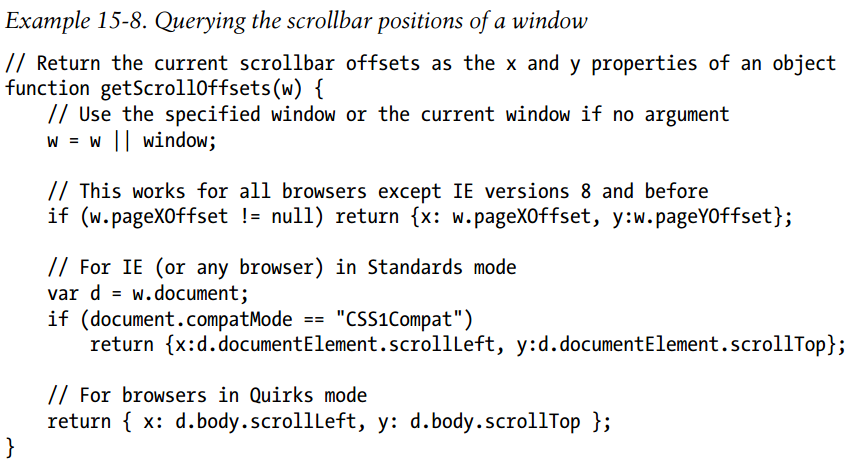 Example 15-8. Querying the scrollbar positions of a window
// Return the current scrollbar offsets as the x and y properties of an object
function getScrollOffsets(w) {
    // Use the specified window or the current window if no argument
    w = w || window;

    // This works for all browsers except IE versions 8 and before
    if (w.pageXOffset != null) return {x: w.pageXOffset, y:w.pageYOffset};

    // For IE (or any browser) in Standards mode
    var d = w.document;
    if (document.compatMode == "CSS1Compat")
        return {x:d.documentElement.scrollLeft, y:d.documentElement.scrollTop};

    // For browsers in Quirks mode
    return { x: d.body.scrollLeft, y: d.body.scrollTop };
}